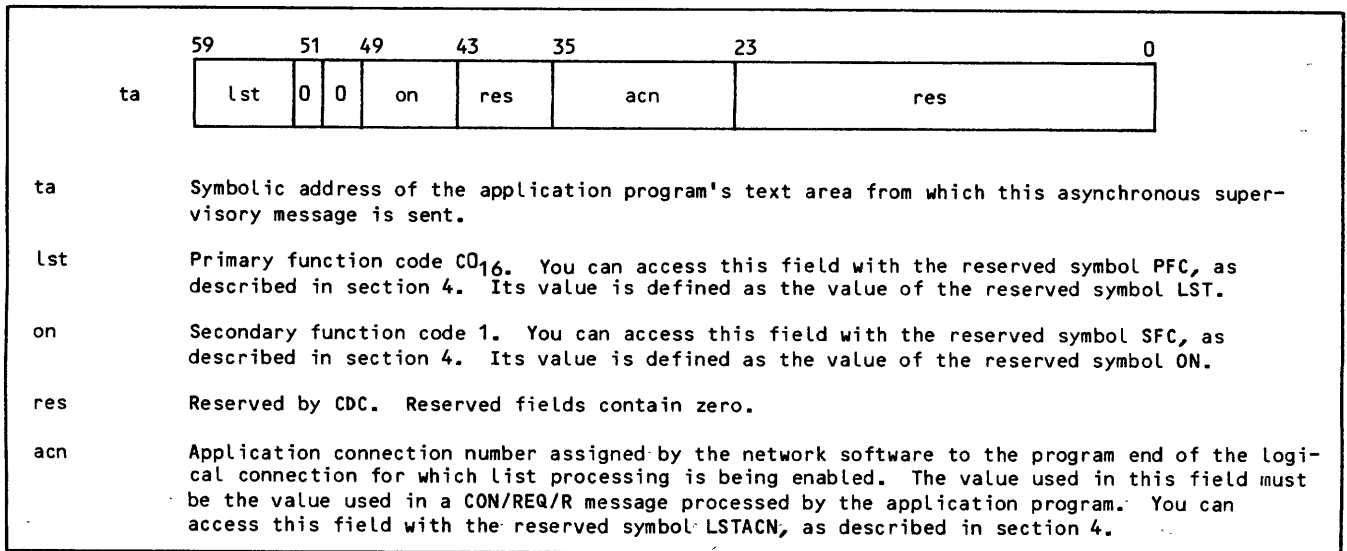 59 51 49 43 35 23 0
ta lst 0 0 on res acn res
ta Symbolic address of the application program's text area from which this asynchronous super-
visory message is sent.
lst Primary function code C0₁₆. You can access this field with the reserved symbol PFC, as
described in section 4. Its value is defined as the value of the reserved symbol LST.
on Secondary function code 1. You can access this field with the reserved symbol SFC, as
described in section 4. Its value is defined as the value of the reserved symbol ON.
res Reserved by CDC. Reserved fields contain zero.
acn Application connection number assigned by the network software to the program end of the logi-
cal connection for which list processing is being enabled. The value used in this field must
be the value used in a CON/REQ/R message processed by the application program. You can
access this field with the reserved symbol LSTACN, as described in section 4.